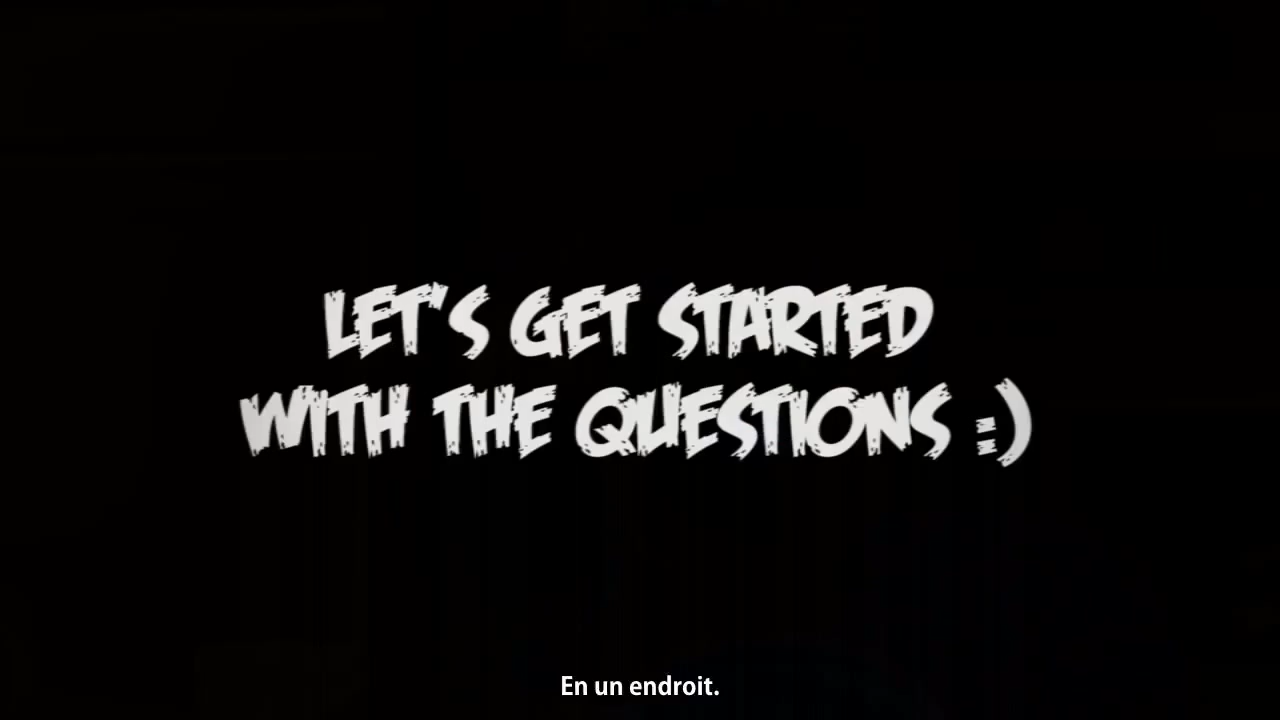 LET'S GET STARTED
WITH THE QUESTIONS :)
En un endroit.